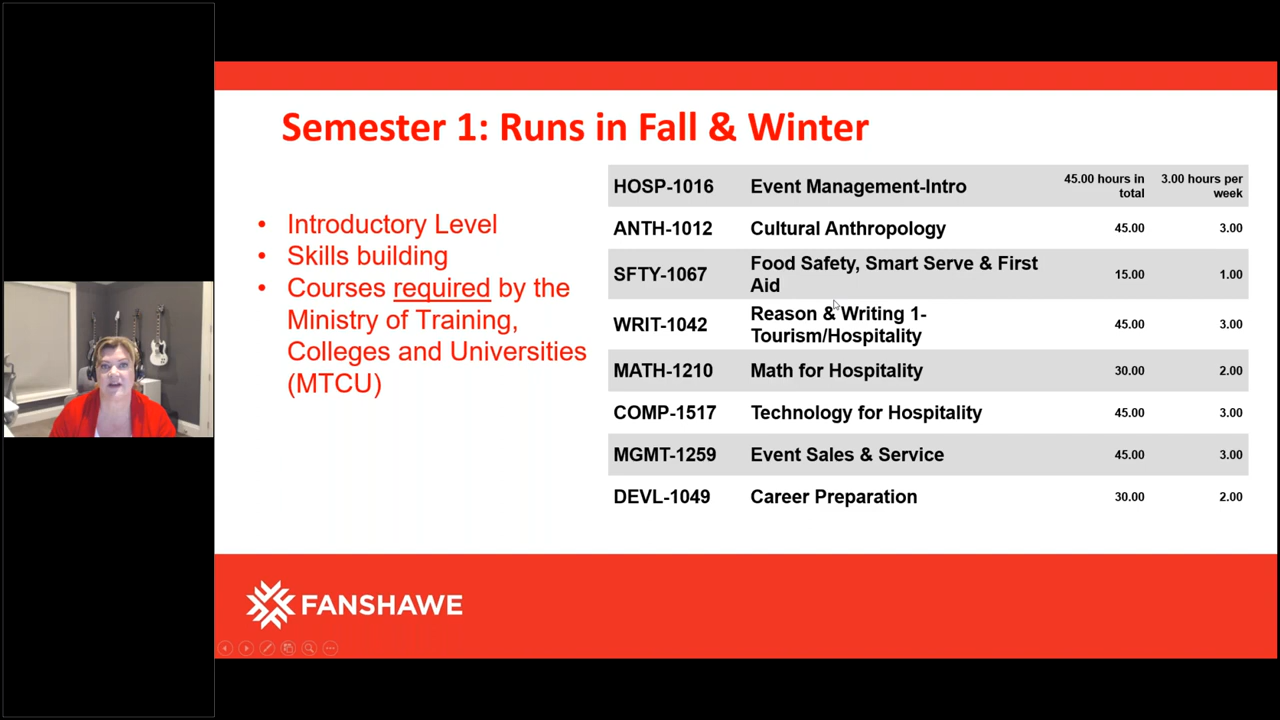 Semester 1: Runs in Fall & Winter
• Introductory Level
• Skills building
• Courses required by the
Ministry of Training,
Colleges and Universities
(MTCU)
HOSP-1016 Event Management-Intro 45.00 hours in total 3.00 hours per week
ANTH-1012 Cultural Anthropology 45.00 3.00
SFTY-1067 Food Safety, Smart Serve & First Aid 15.00 1.00
WRIT-1042 Reason & Writing 1-Tourism/Hospitality 45.00 3.00
MATH-1210 Math for Hospitality 30.00 2.00
COMP-1517 Technology for Hospitality 45.00 3.00
MGMT-1259 Event Sales & Service 45.00 3.00
DEVL-1049 Career Preparation 30.00 2.00
FANSHAWE